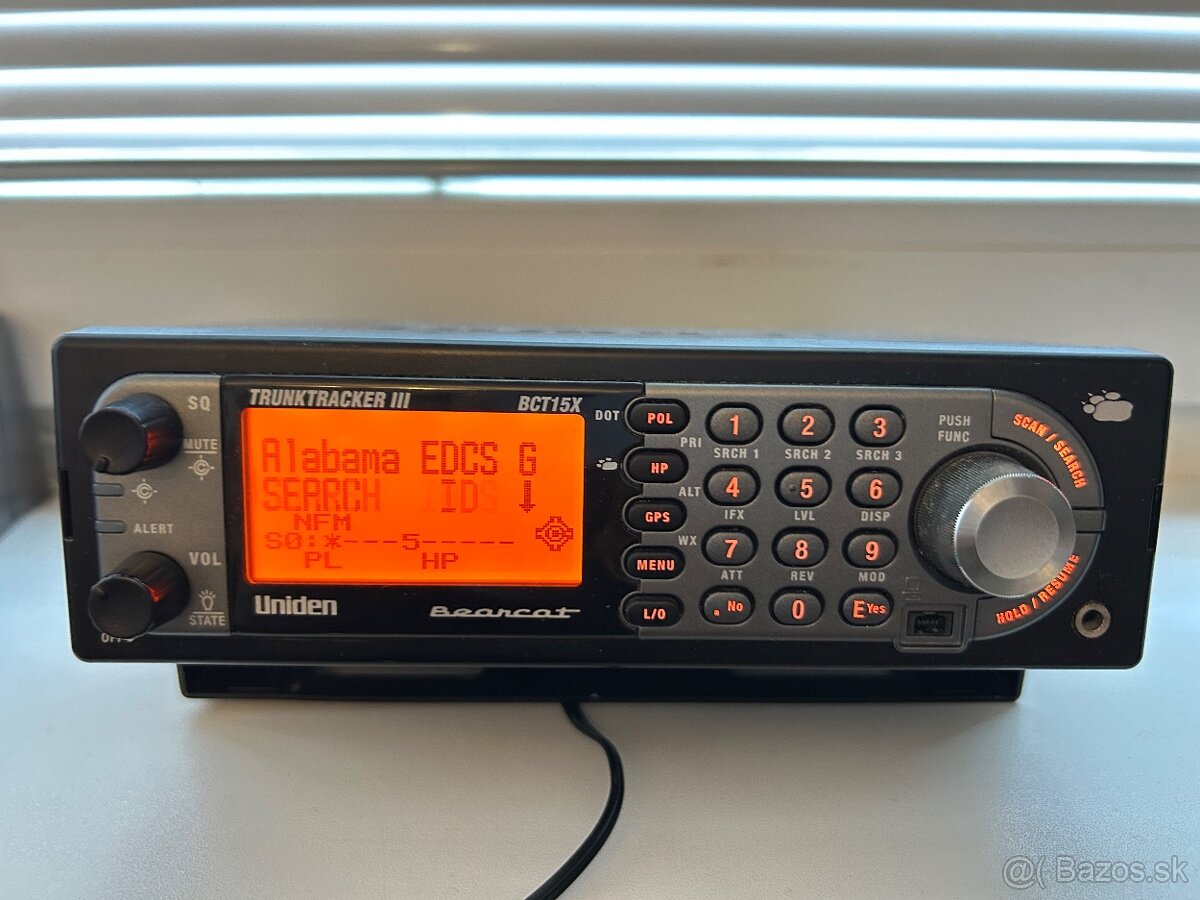 TRUNKTRACKER III
BCT15X
SQ
MUTE
ALERT
VOL
STATE
OFF
Alabama EDCS G
SEARCH IDS ↓
NFM
S0:*---5------
PL HP
Uniden
Bearcat
DQT
POL
PRI
HP
ALT
GPS
WX
MENU
L/O
1 2 3
SRCH 1 SRCH 2 SRCH 3
4 5 6
IFX LVL DISP
7 8 9
ATT REV MOD
. No 0 E Yes
PUSH
FUNC
SCAN / SEARCH
HOLD / RESUME
@( Bazos.sk